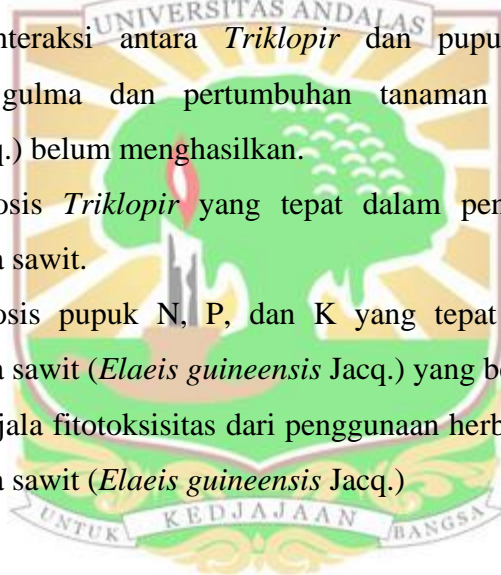 UNIVERSITAS ANDALAS
nteraksi antara Triklopir dan pupu
gulma dan pertumbuhan tanaman
q.) belum menghasilkan.
osis Triklopir yang tepat dalam pen
a sawit.
osis pupuk N, P, dan K yang tepat
a sawit (Elaeis guineensis Jacq.) yang be
jala fitotoksisitas dari penggunaan herb
a sawit (Elaeis guineensis Jacq.)
UNTUK KEDJAJAAN BANGSA